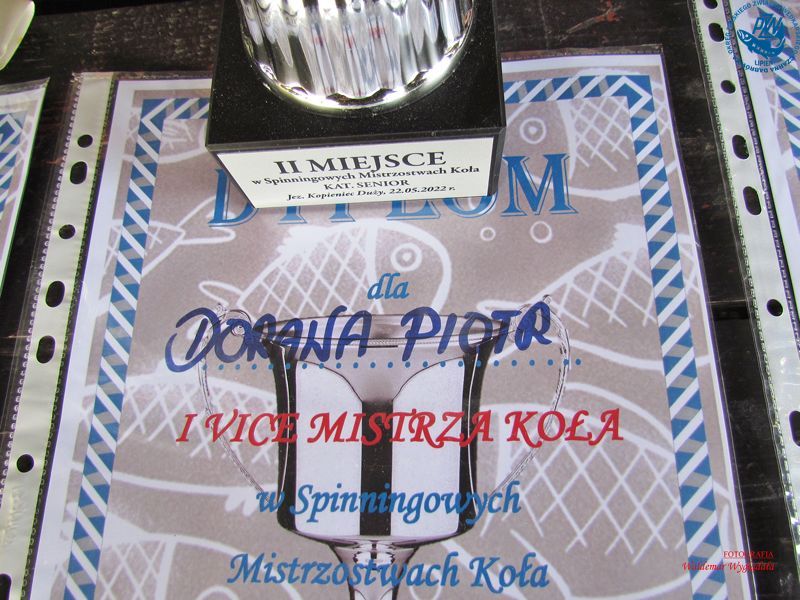 II MIEJSCE
w Spinningowych Mistrzostwach Koła
KAT. SENIOR
Jez. Kopieniec Duży, 22.05.2022 r.
DYPLOM
dla
DORANA PIOTR
I VICE MISTRZA KOŁA
w Spinningowych
Mistrzostwach Koła
LIPIEŃ
FOTOGRAFIA
Waldemar